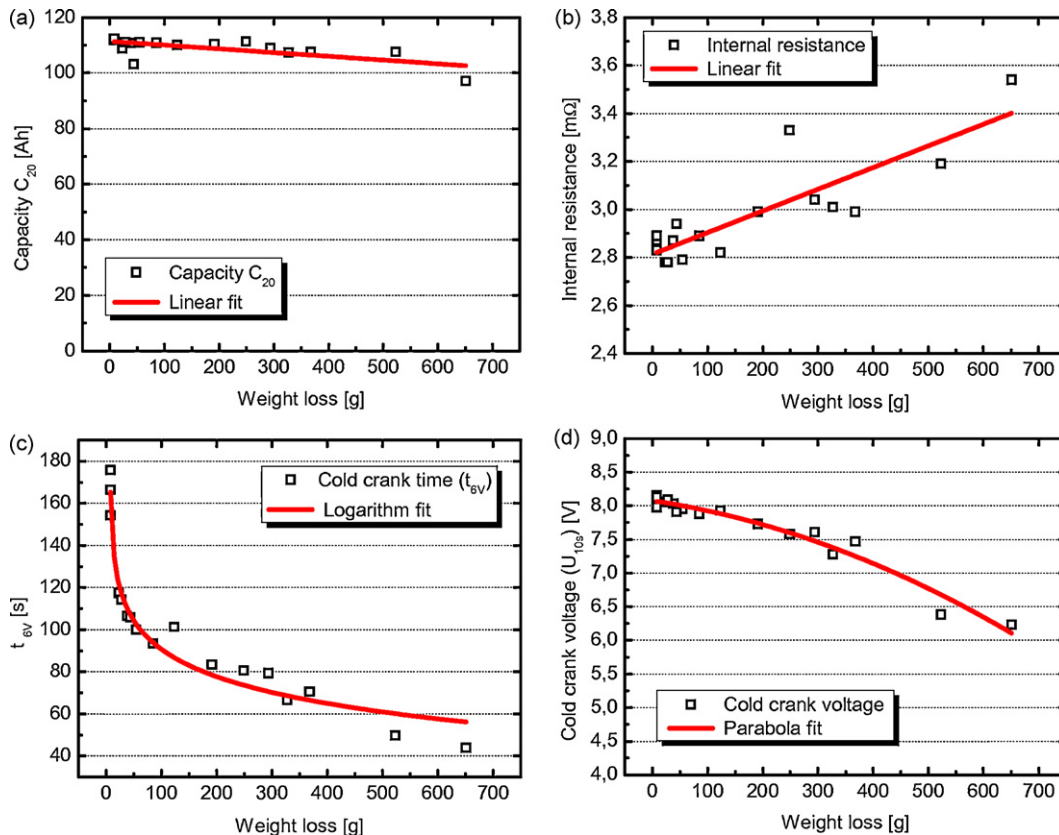 (a)
120
100
80
60
40
20
0
Capacity C20 [Ah]
Capacity C20
Linear fit
0 100 200 300 400 500 600 700
Weight loss [g]
(b)
3,6
3,4
3,2
3,0
2,8
2,6
2,4
3,8
Internal resistance [mΩ]
Internal resistance
Linear fit
0 100 200 300 400 500 600 700
Weight loss [g]
(c)
180
160
140
120
100
80
60
40
t6V [s]
Cold crank time (t6V)
Logarithm fit
0 100 200 300 400 500 600 700
Weight loss [g]
(d)
9,0
8,5
8,0
7,5
7,0
6,5
6,0
5,5
5,0
4,5
4,0
Cold crank voltage (U10s) [V]
Cold crank voltage
Parabola fit
0 100 200 300 400 500 600 700
Weight loss [g]